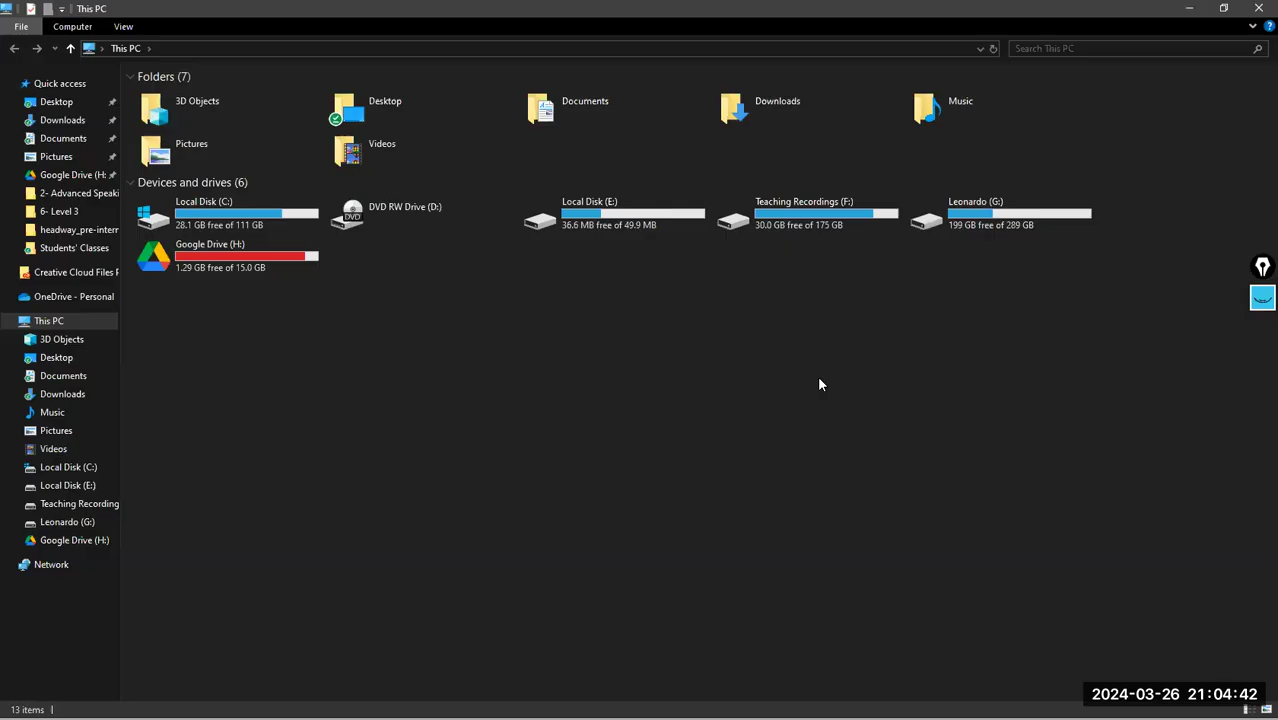 This PC
File Computer View
This PC
Search This PC
Quick access
Desktop
Downloads
Documents
Pictures
Google Drive (H:
2- Advanced Speaki
6- Level 3
headway_pre-inter
Students' Classes
Creative Cloud Files P
OneDrive - Personal
This PC
3D Objects
Desktop
Documents
Downloads
Music
Pictures
Videos
Local Disk (C:)
Local Disk (E:)
Teaching Recording
Leonardo (G:)
Google Drive (H:)
Network
Folders (7)
3D Objects
Desktop
Documents
Downloads
Music
Pictures
Videos
Devices and drives (6)
Local Disk (C:)
28.1 GB free of 111 GB
DVD RW Drive (D:)
DVD
Local Disk (E:)
36.6 MB free of 49.9 MB
Teaching Recordings (F:)
30.0 GB free of 175 GB
Leonardo (G:)
199 GB free of 289 GB
Google Drive (H:)
1.29 GB free of 15.0 GB
13 items
2024-03-26 21:04:42